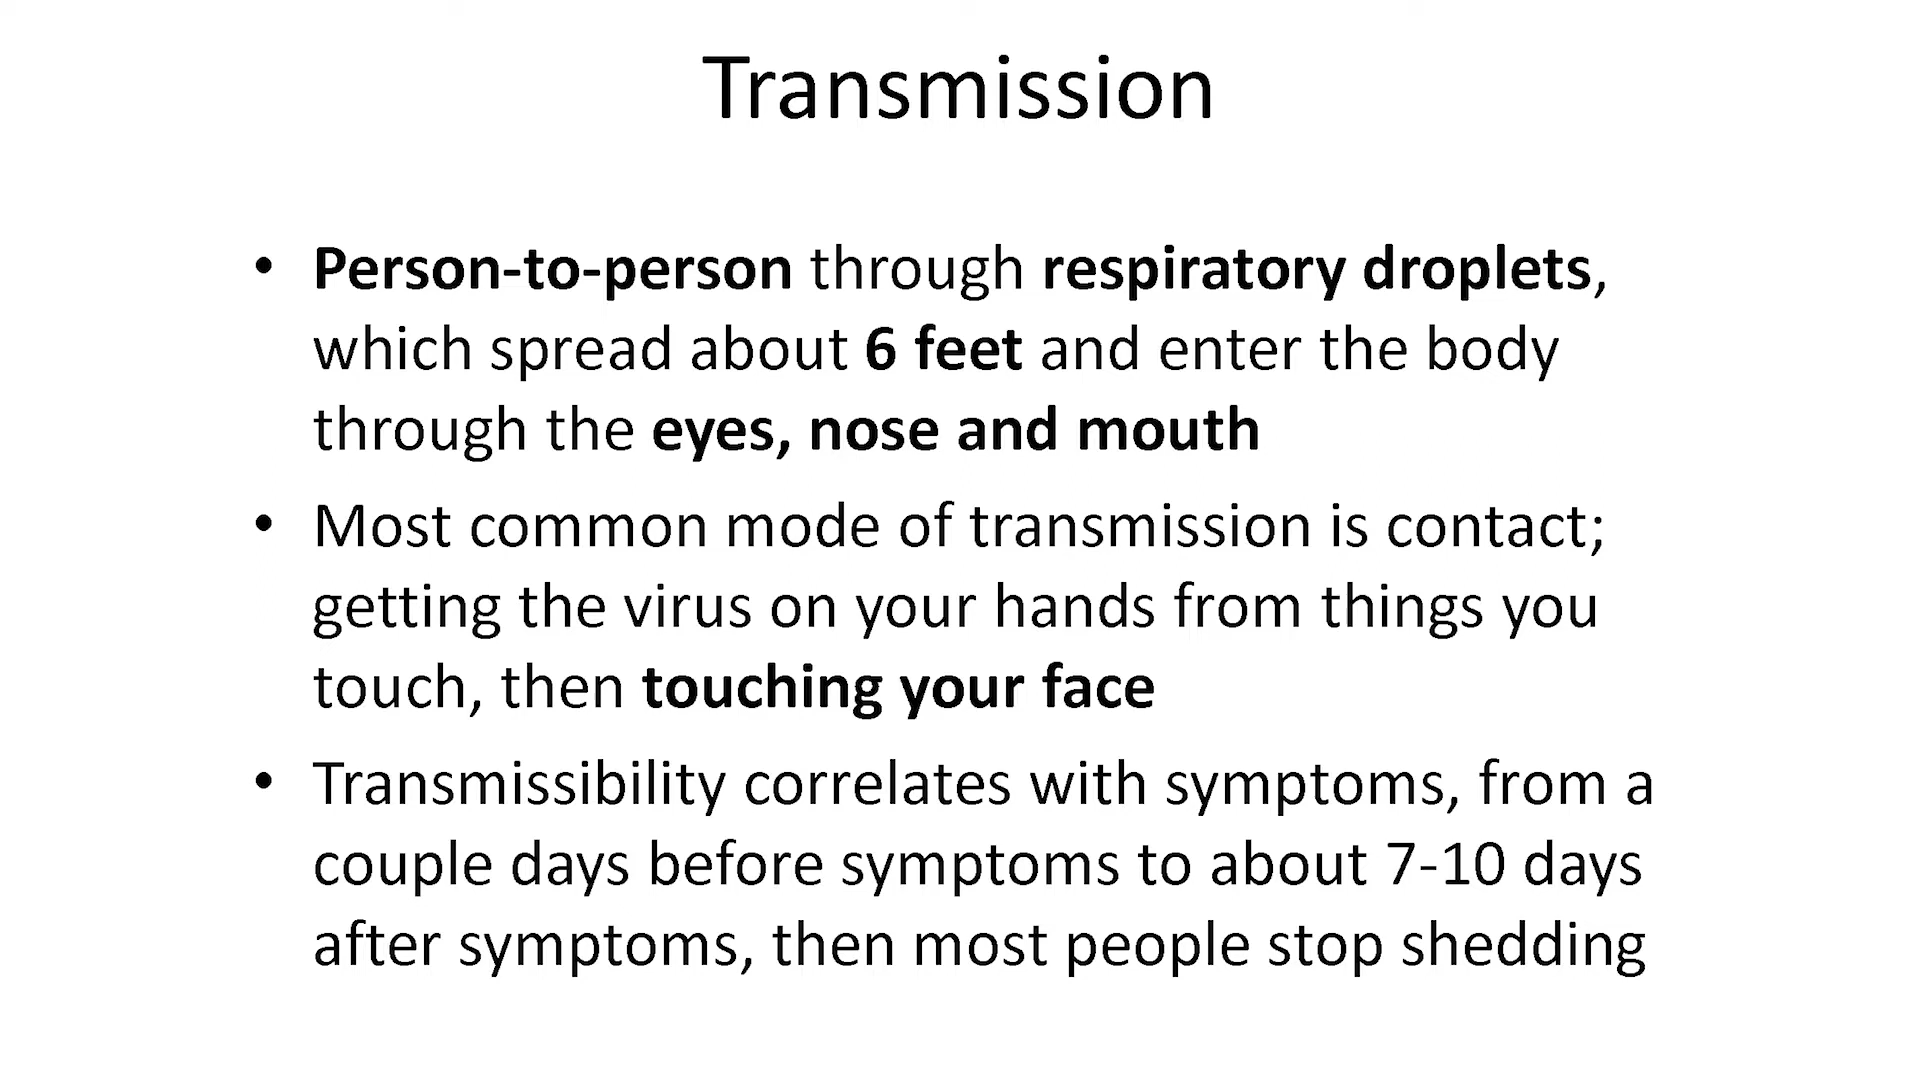 Transmission
• Person-to-person through respiratory droplets,
which spread about 6 feet and enter the body
through the eyes, nose and mouth
• Most common mode of transmission is contact;
getting the virus on your hands from things you
touch, then touching your face
• Transmissibility correlates with symptoms, from a
couple days before symptoms to about 7-10 days
after symptoms, then most people stop shedding